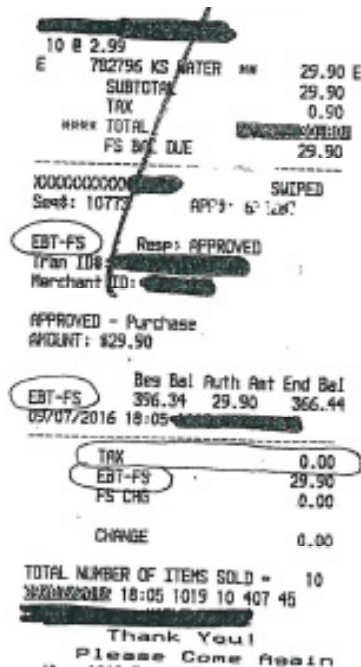 10 @ 2.99
E 782796 KS WATER ** 29.90 E
SUBTOTAL 29.90
TAX 0.90
**** TOTAL
FS BAL DUE 29.90
XXXXXXXXXXX SWIPED
Seq#: 10773 APP#:
EBT-FS Resp: APPROVED
Tran ID#:
Merchant ID:
APPROVED - Purchase
AMOUNT: $29.90
Beg Bal Auth Amt End Bal
EBT-FS 396.34 29.90 366.44
09/07/2016 18:05
TAX 0.00
EBT-FS 29.90
FS CHG 0.00
CHANGE 0.00
TOTAL NUMBER OF ITEMS SOLD = 10
18:05 1019 10 407 45
Thank You!
Please Come Again